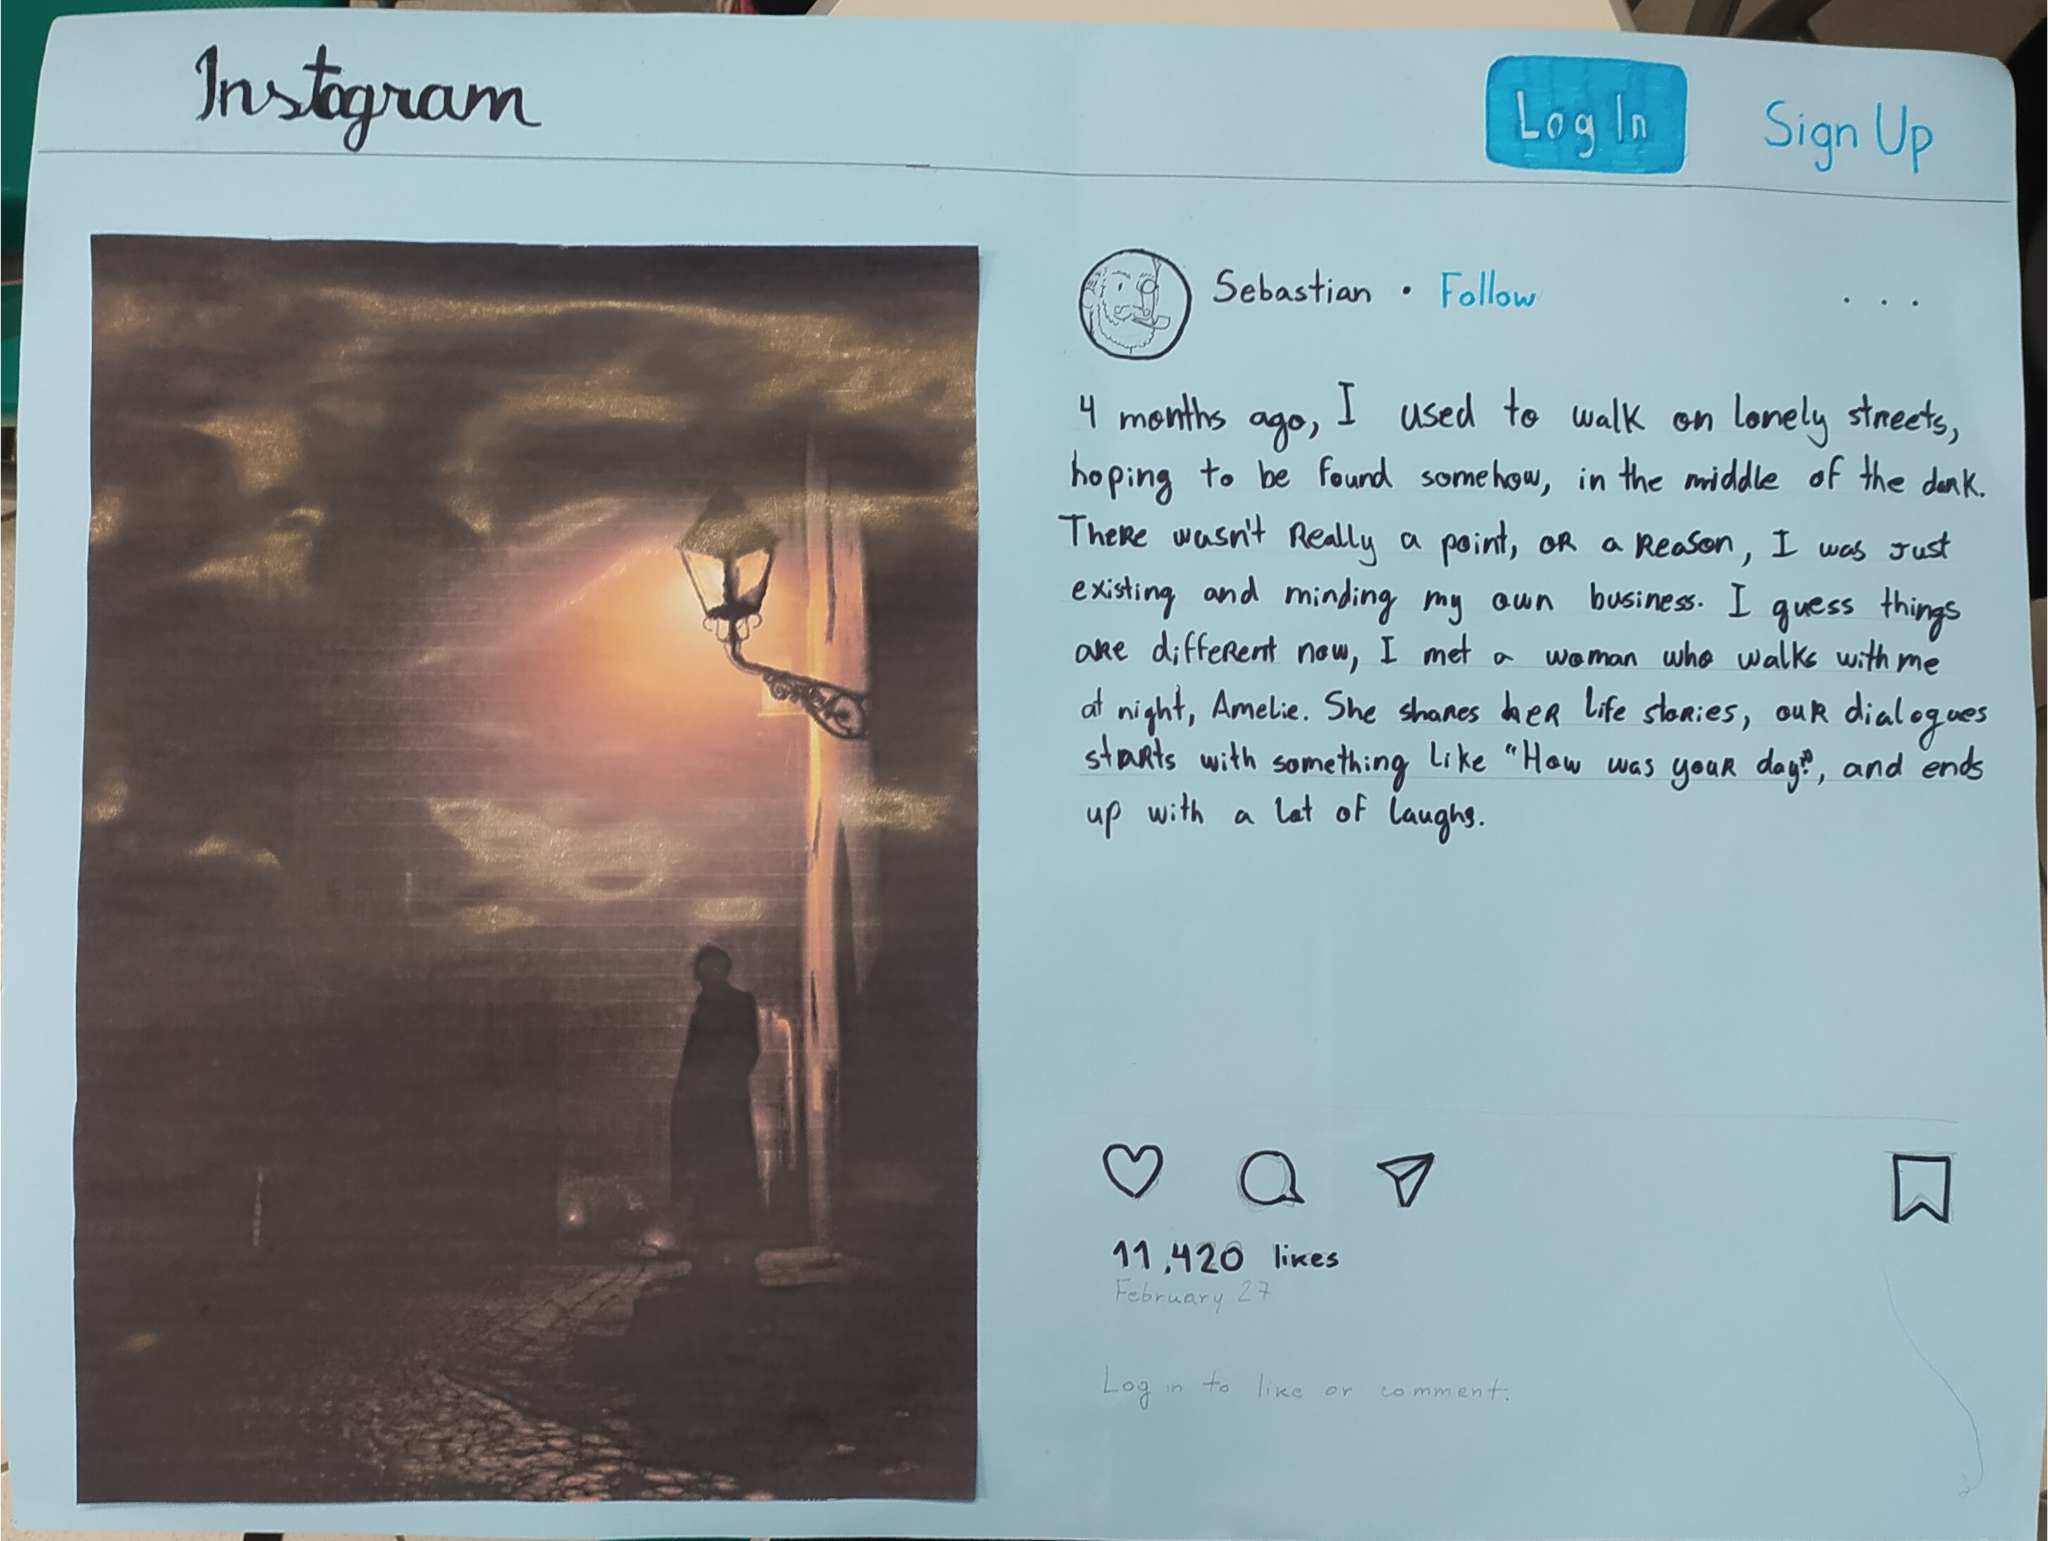 Instagram
Log In
Sign Up
Sebastian • Follow
...
4 months ago, I used to walk on lonely streets,
hoping to be found somehow, in the middle of the dark.
There wasn't really a point, or a reason, I was just
existing and minding my own business. I guess things
are different now, I met a woman who walks with me
at night, Amelie. She shares her life stories, our dialogues
starts with something like "How was your day?", and ends
up with a lot of laughs.
11,420 likes
February 27
Log in to like or comment.